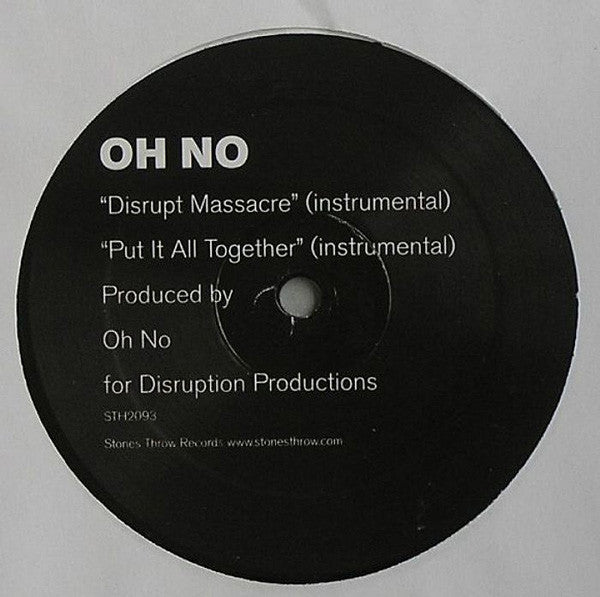 OH NO
“Disrupt Massacre” (instrumental)
“Put It All Together” (instrumental)
Produced by
Oh No
for Disruption Productions
STH2093
Stones Throw Records www.stonesthrow.com